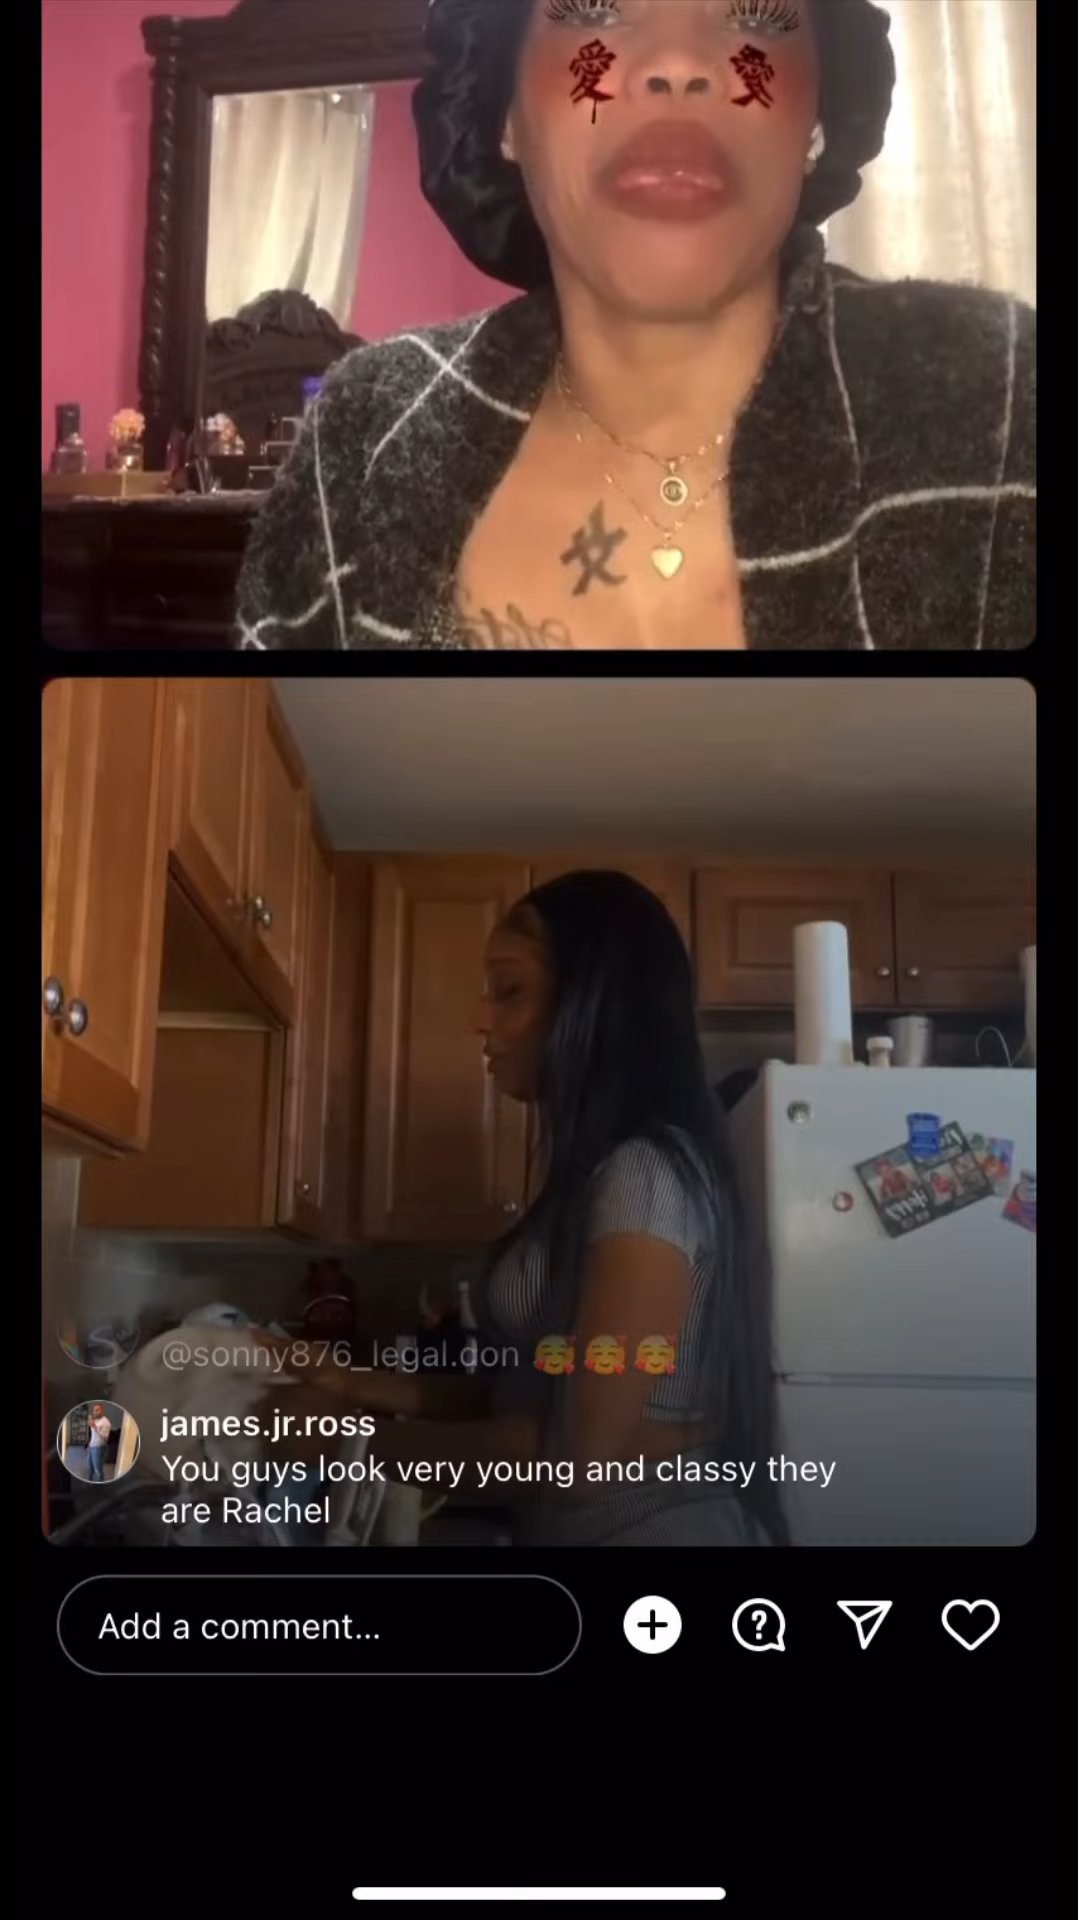 愛 愛
@sonny876_legal.don 🥰🥰🥰
james.jr.ross
You guys look very young and classy they
are Rachel
Add a comment...